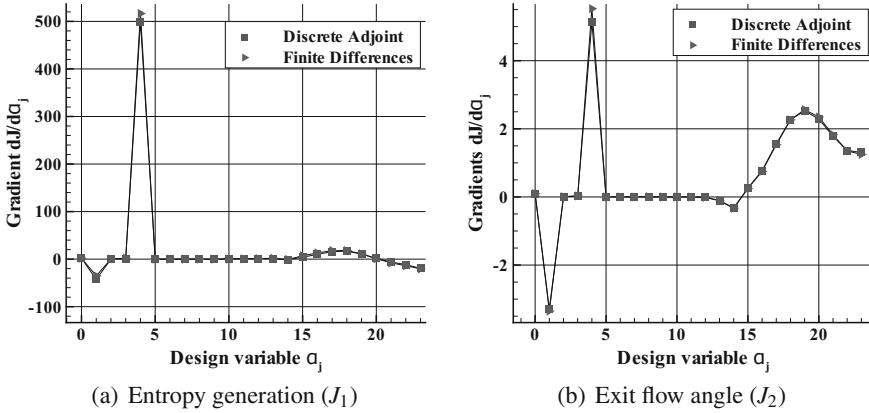 500
400
300
200
100
0
-100
Gradient dJ/dα_j
Discrete Adjoint
Finite Differences
0 5 10 15 20
Design variable α_j
(a) Entropy generation (J_1)
4
2
0
-2
Gradients dJ/dα_j
Discrete Adjoint
Finite Differences
0 5 10 15 20
Design variable α_j
(b) Exit flow angle (J_2)